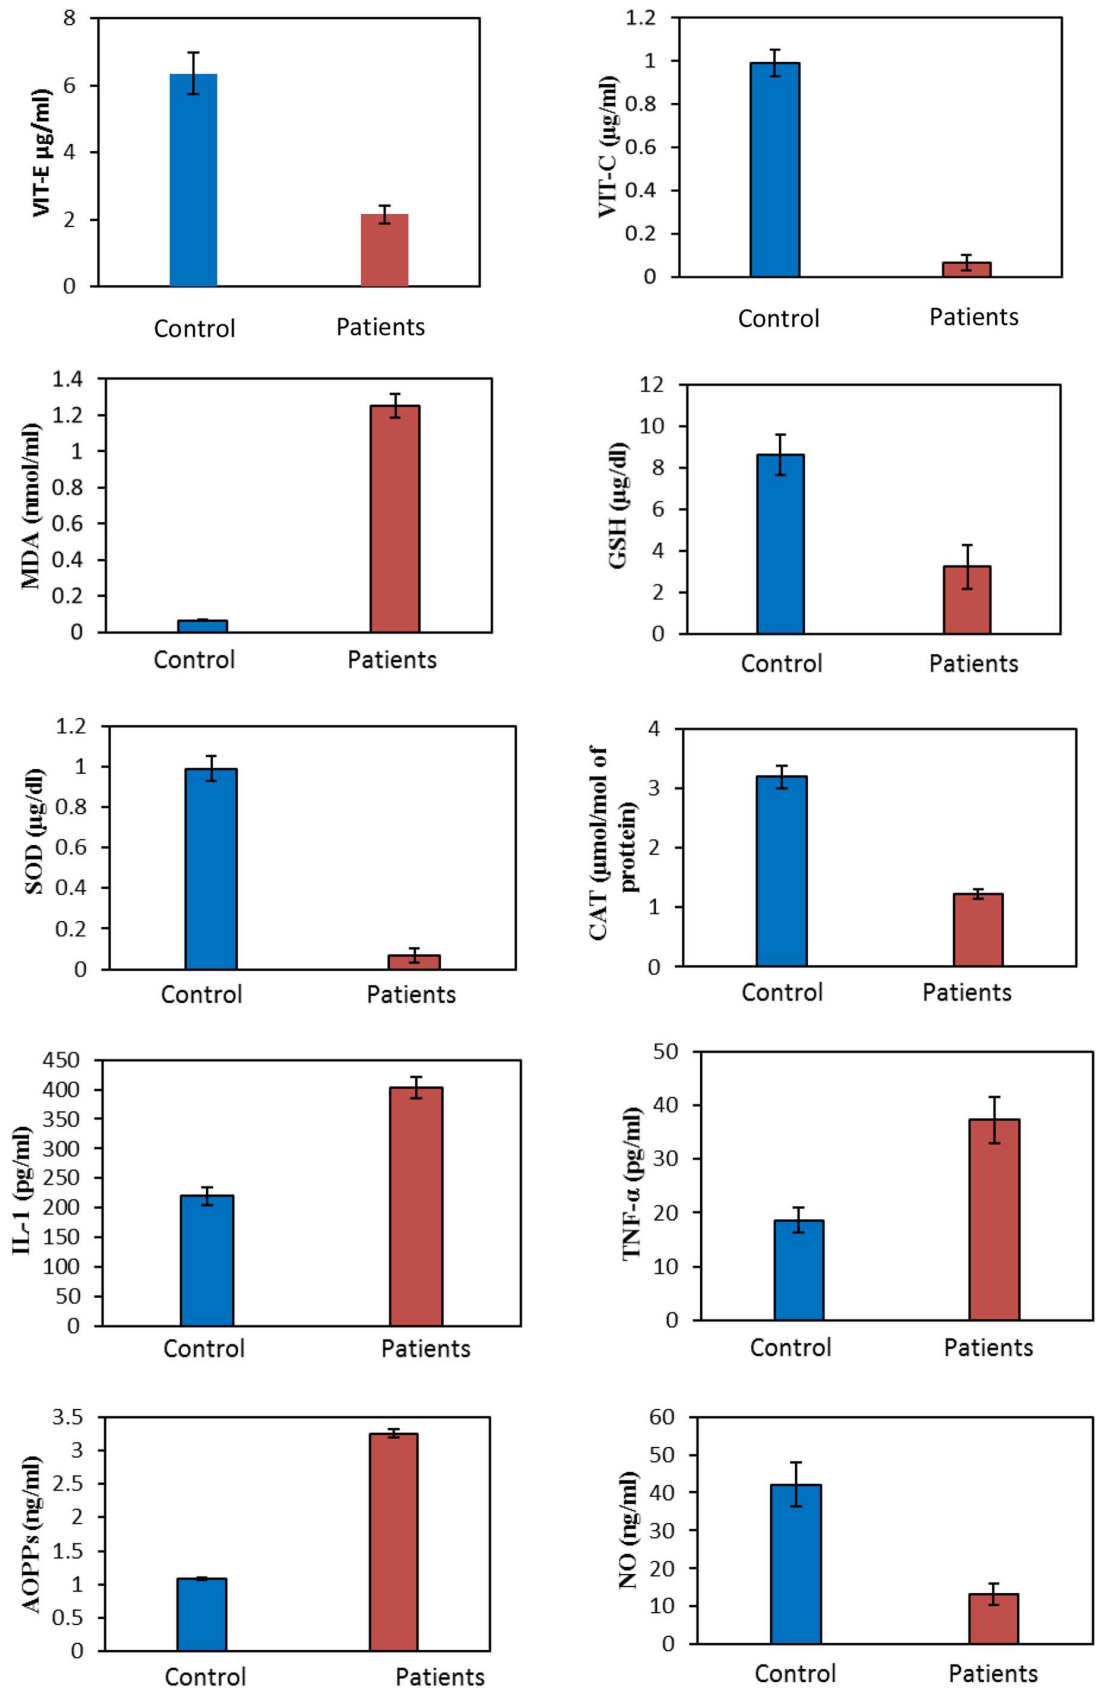 VIT-E µg/ml)
8
6
4
2
0
Control
Patients
VIT-C (µg/ml)
1.2
1
0.8
0.6
0.4
0.2
0
Control
Patients
MDA (nmol/ml)
1.4
1.2
1
0.8
0.6
0.4
0.2
0
Control
Patients
GSH (µg/dl)
12
10
8
6
4
2
0
Control
Patients
SOD (µg/dl)
1.2
1
0.8
0.6
0.4
0.2
0
Control
Patients
CAT (µmol/mol of
prottein)
4
3
2
1
0
Control
Patients
IL-1 (pg/ml)
450
400
350
300
250
200
150
100
50
0
Control
Patients
TNF-α (pg/ml)
50
40
30
20
10
0
Control
Patients
AOPPs (ng/ml)
3.5
3
2.5
2
1.5
1
0.5
0
Control
Patients
NO (ng/ml)
60
50
40
30
20
10
0
Control
Patients